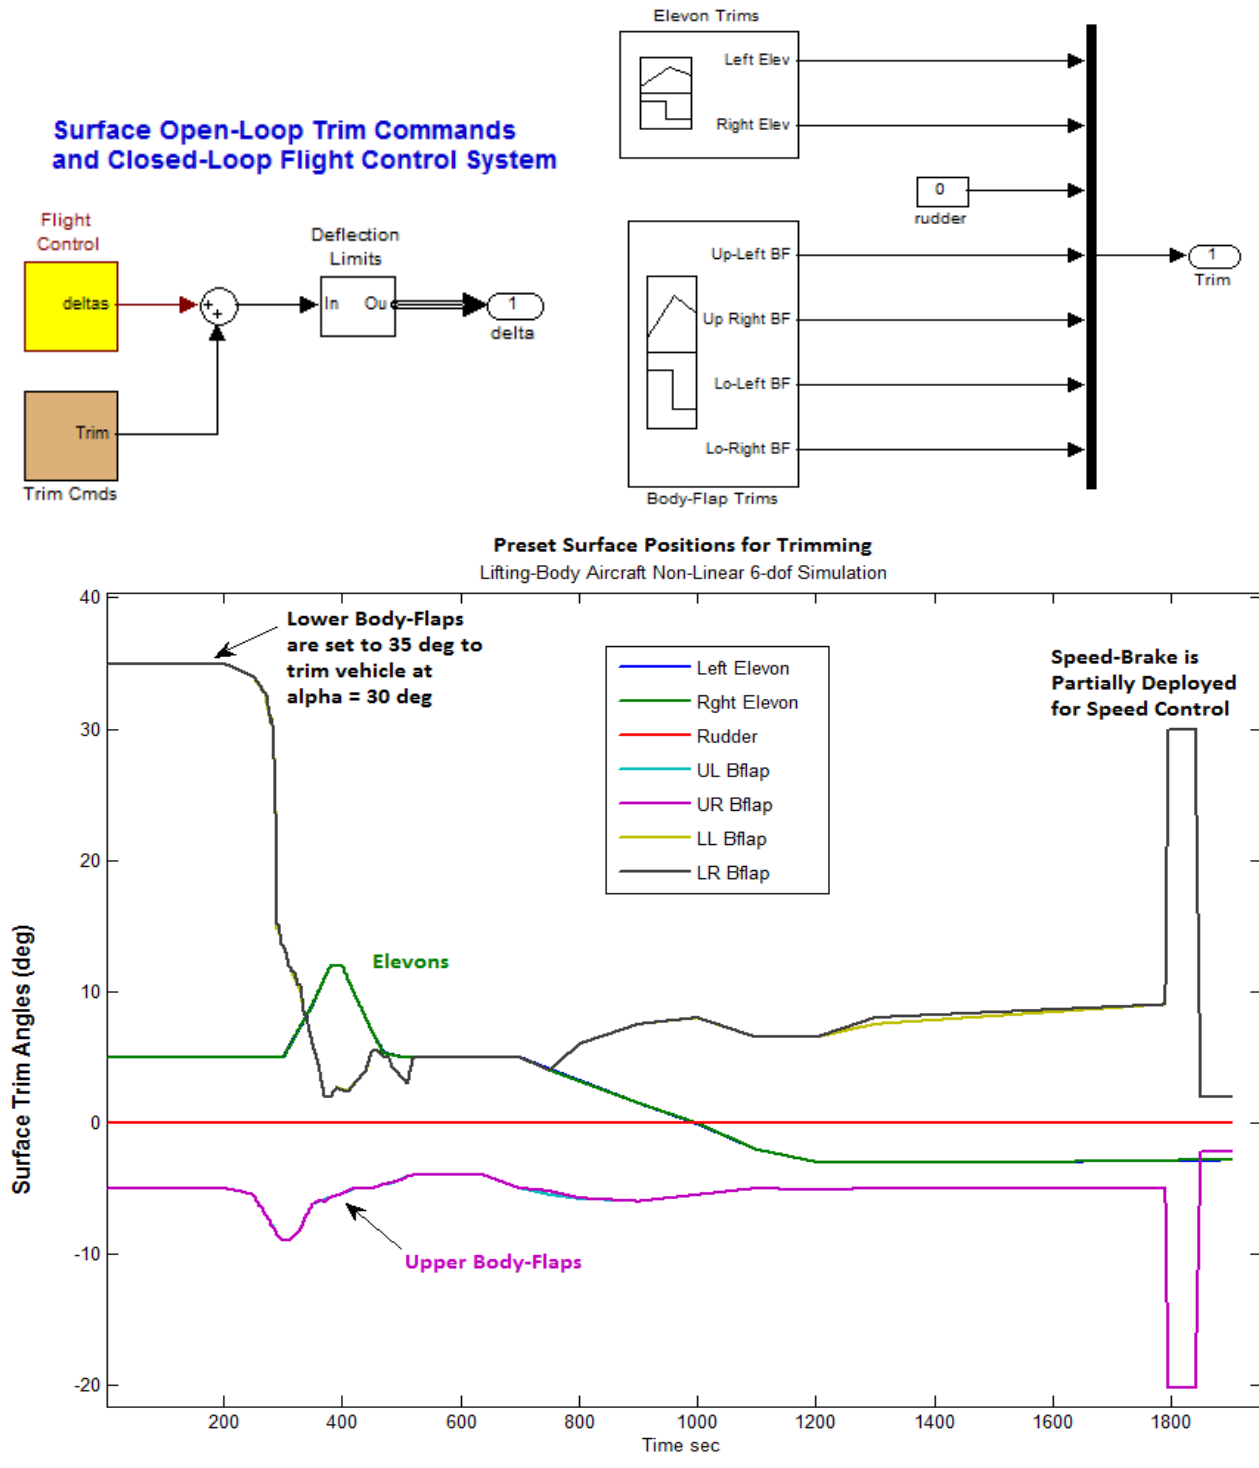 Elevon Trims
Left Elev
Right Elev
Surface Open-Loop Trim Commands
and Closed-Loop Flight Control System
0
rudder
Flight
Control
deltas
Deflection
Limits
In Ou
1
delta
Trim
Trim Cmds
Up-Left BF
Up Right BF
Lo-Left BF
Lo-Right BF
Body-Flap Trims
1
Trim
Preset Surface Positions for Trimming
Lifting-Body Aircraft Non-Linear 6-dof Simulation
Surface Trim Angles (deg)
40
30
20
10
0
-10
-20
Lower Body-Flaps
are set to 35 deg to
trim vehicle at
alpha = 30 deg
Left Elevon
Rght Elevon
Rudder
UL Bflap
UR Bflap
LL Bflap
LR Bflap
Speed-Brake is
Partially Deployed
for Speed Control
Elevons
Upper Body-Flaps
200 400 600 800 1000 1200 1400 1600 1800
Time sec